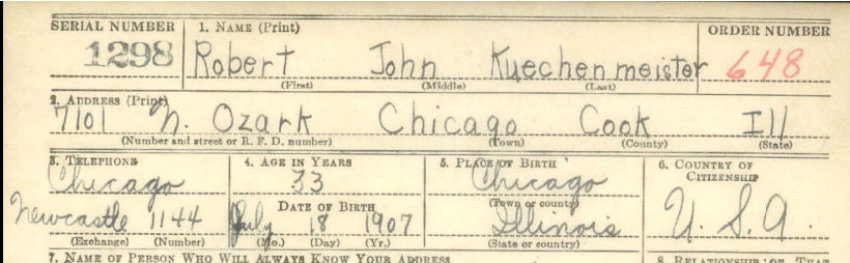 SERIAL NUMBER 1. NAME (Print) ORDER NUMBER
1298 Robert John Kuechenmeister 648
(First) (Middle) (Last)
2. ADDRESS (Print)
7101 N. Ozark Chicago Cook Ill
(Number and street or R. F. D. number) (Town) (County) (State)
3. TELEPHONE 4. AGE IN YEARS 5. PLACE OF BIRTH 6. COUNTRY OF CITIZENSHIP
Chicago 33 Chicago
DATE OF BIRTH (Town or county)
Newcastle 1144 July 18 1907 Illinois U. S. A.
(Exchange) (Number) (Mo.) (Day) (Yr.) (State or country)
7. NAME OF PERSON WHO WILL ALWAYS KNOW YOUR ADDRESS 8. RELATIONSHIP OF THAT